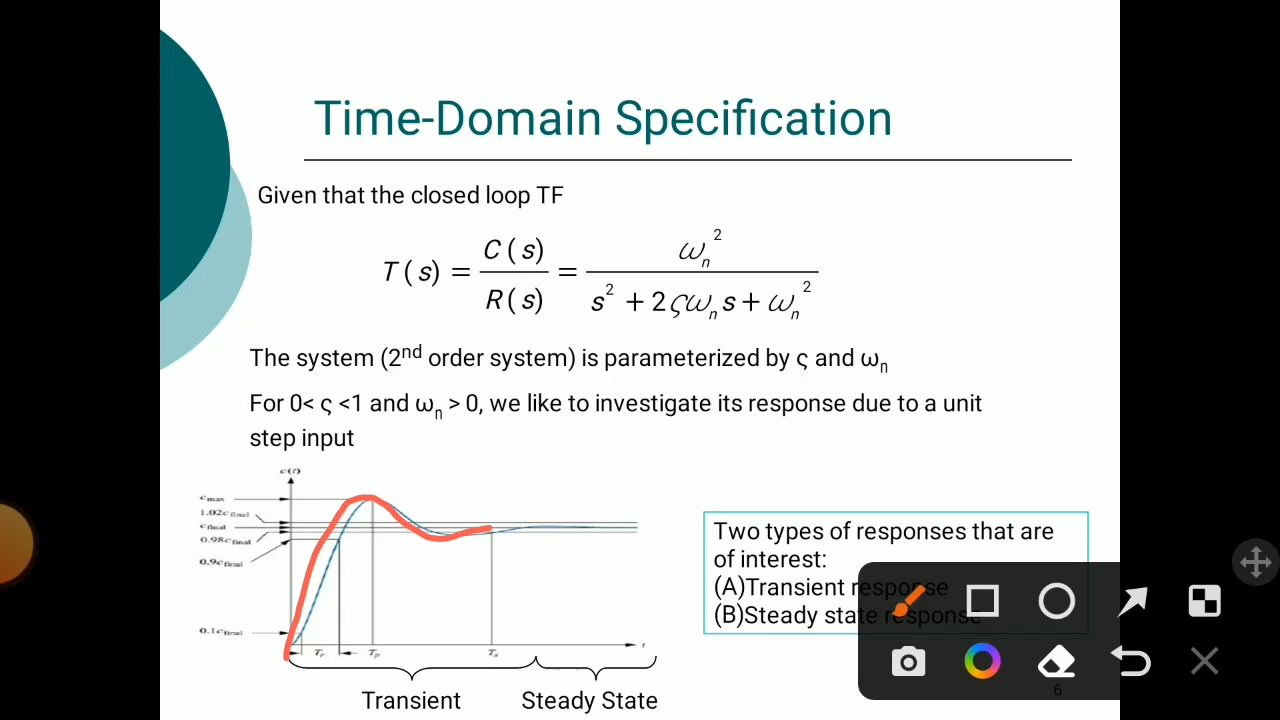 Time-Domain Specification
Given that the closed loop TF
T(s) = C(s) / R(s) = ωₙ² / (s² + 2ςωₙs + ωₙ²)
The system (2ⁿᵈ order system) is parameterized by ς and ωₙ
For 0< ς <1 and ωₙ > 0, we like to investigate its response due to a unit
step input
c(t)
cmax
1.02cfinal
cfinal
0.98cfinal
0.9cfinal
0.1cfinal
Tr
Tp
Ts
t
Transient
Steady State
Two types of responses that are
of interest:
(A)Transient response
(B)Steady state response
6